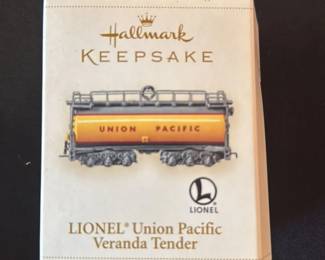 Hallmark
KEEPSAKE
UNION PACIFIC
L
LIONEL
LIONEL® Union Pacific
Veranda Tender